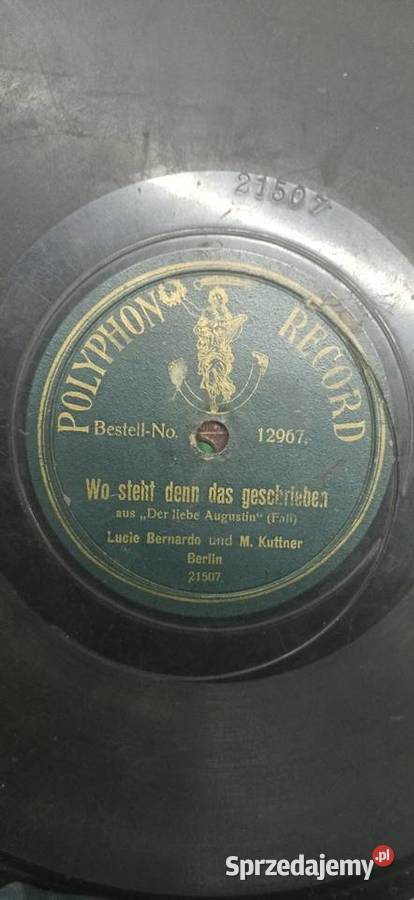 21507
POLYPHON RECORD
Bestell-No. 12967.
Wo steht denn das geschrieben
aus „Der liebe Augustin“ (Fall)
Lucie Bernardo und M. Kuttner
Berlin
21507.
Sprzedajemy.pl